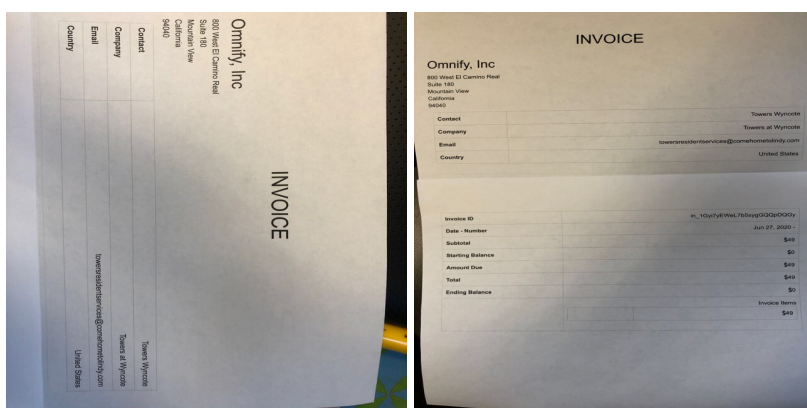 INVOICE
Omnify, Inc
800 West El Camino Real
Suite 180
Mountain View
California
94040
Contact Towers Wyncote
Company Towers at Wyncote
Email towersresidentservices@comehometolindy.com
Country United States
INVOICE
Omnify, Inc
800 West El Camino Real
Suite 180
Mountain View
California
94040
Contact Towers Wyncote
Company Towers at Wyncote
Email towersresidentservices@comehometolindy.com
Country United States
Invoice ID
Date - Number Jun 27, 2020 -
Subtotal $49
Starting Balance $0
Amount Due $49
Total $49
Ending Balance $0
Invoice Items
$49